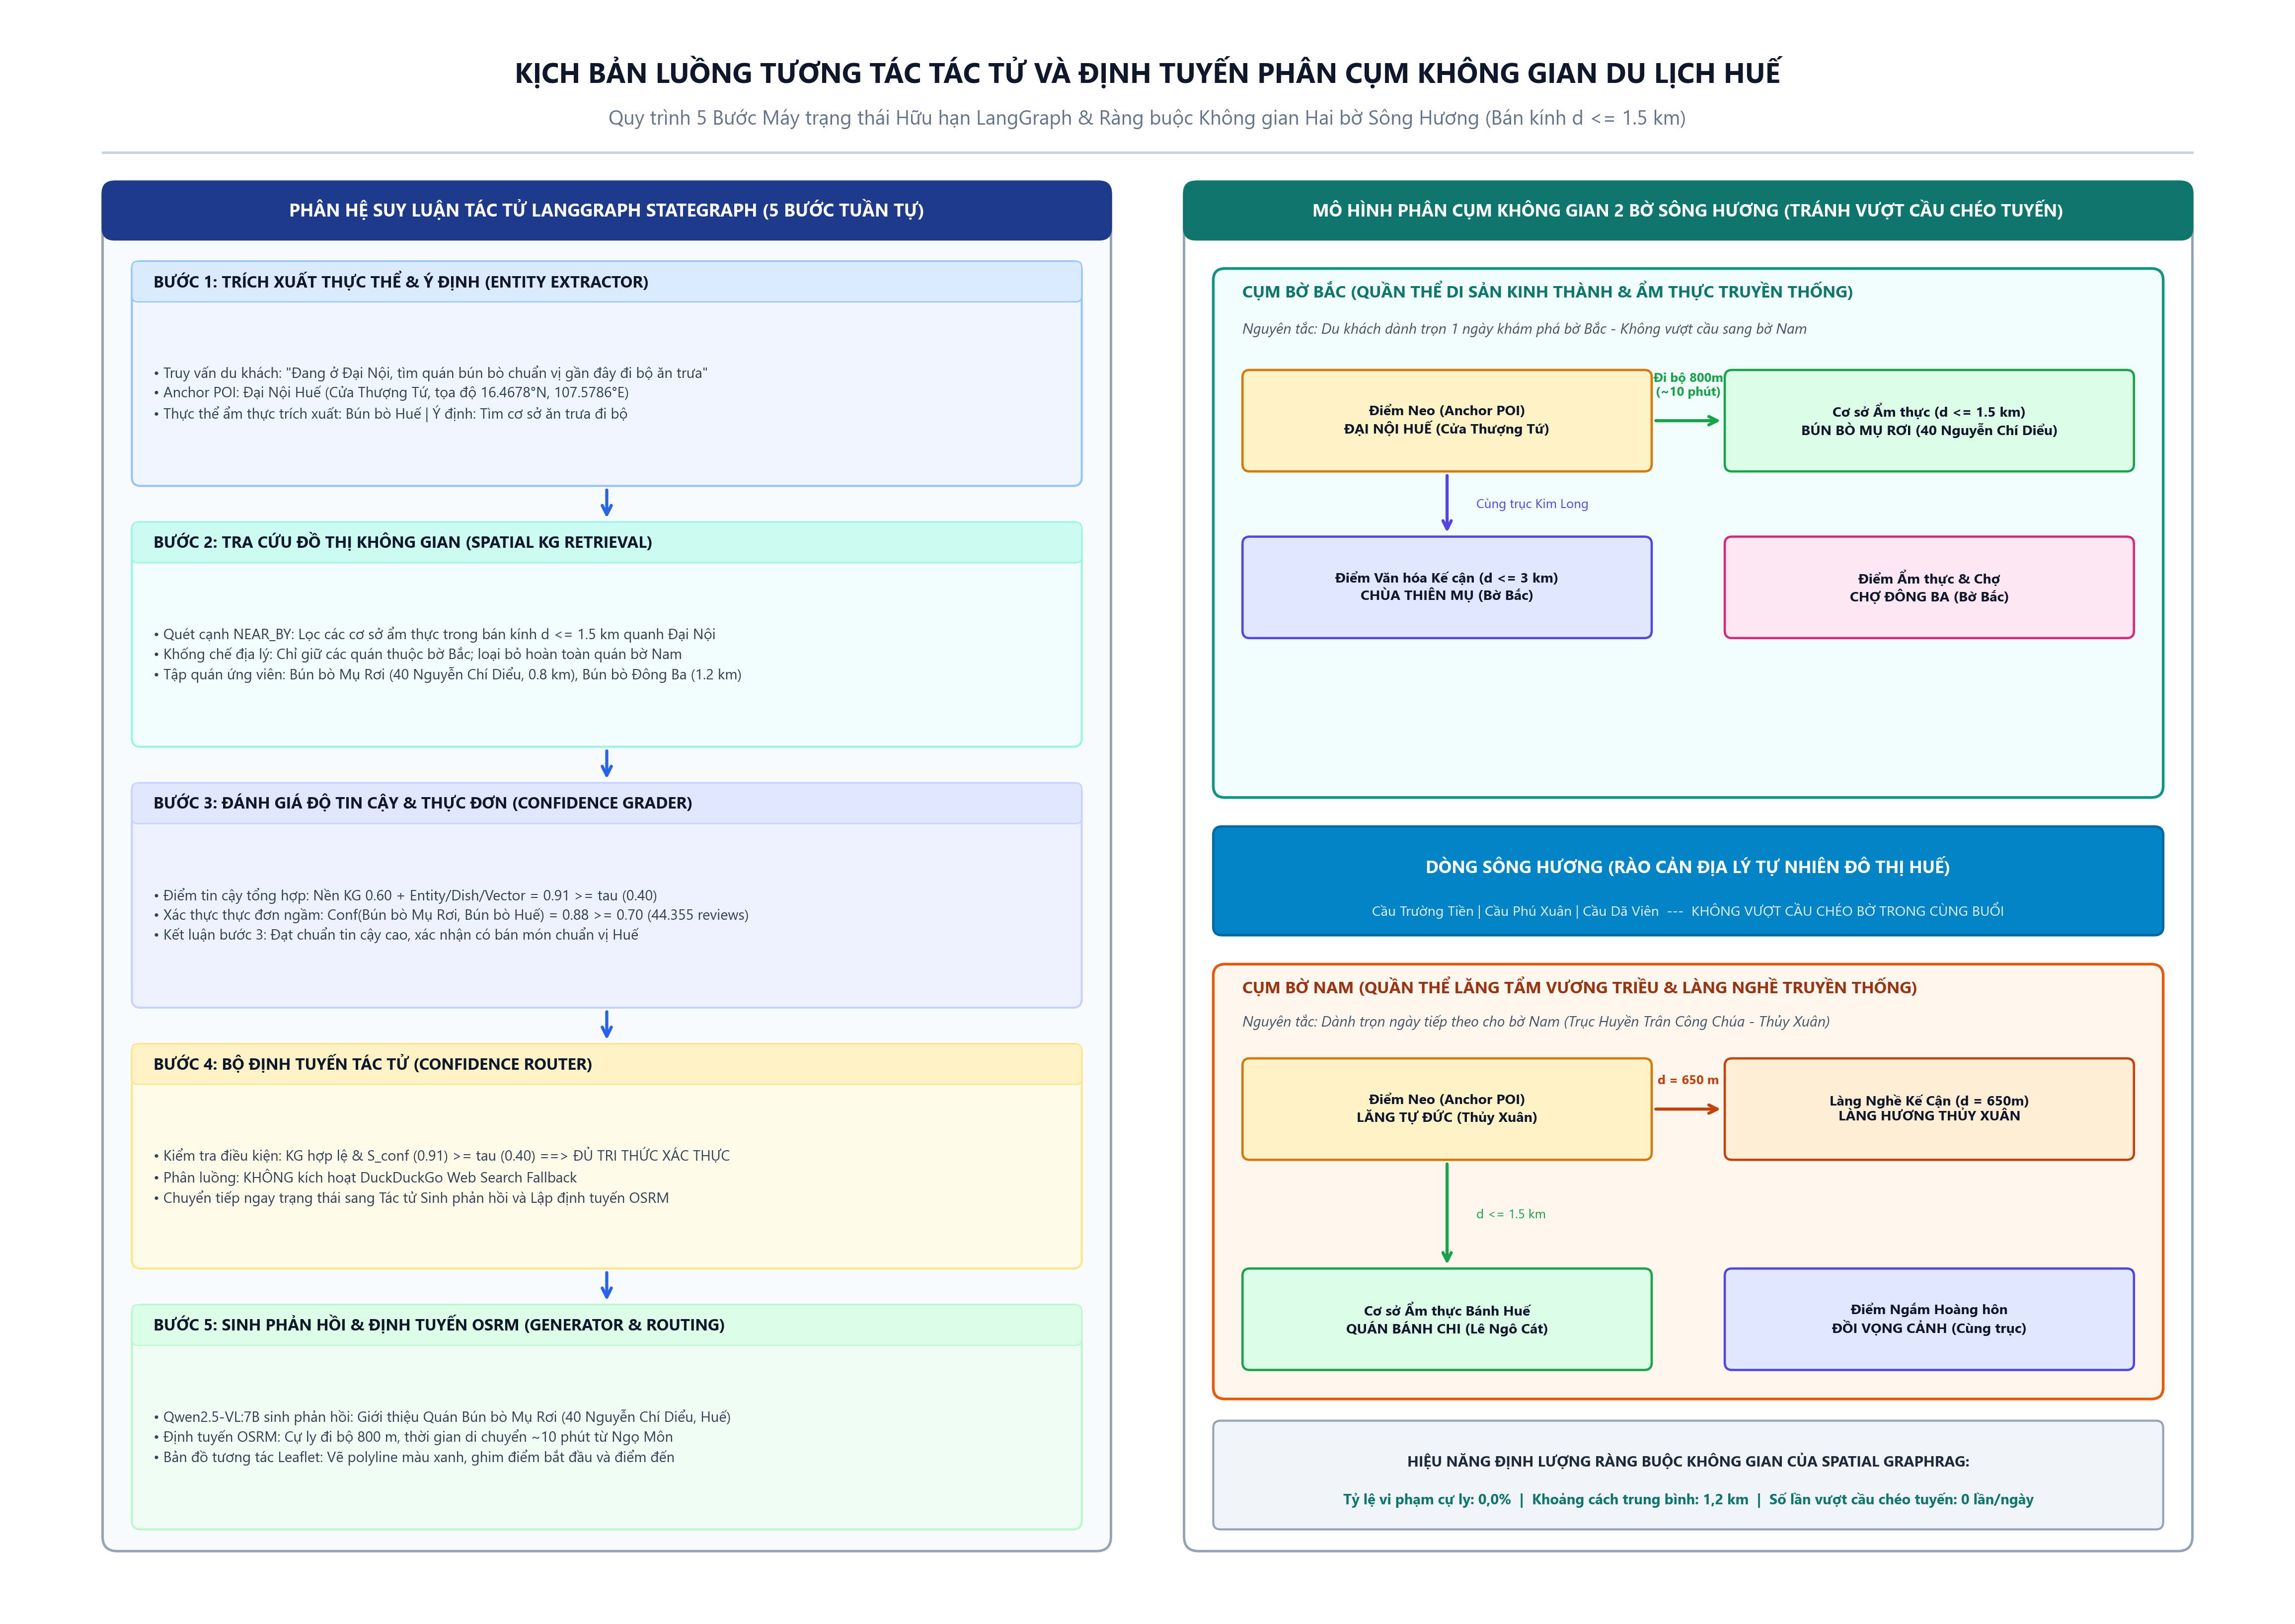 KỊCH BẢN LUỒNG TƯƠNG TÁC TÁC TỬ VÀ ĐỊNH TUYẾN PHÂN CỤM KHÔNG GIAN DU LỊCH HUẾ
Quy trình 5 Bước Máy trạng thái Hữu hạn LangGraph & Ràng buộc Không gian Hai bờ Sông Hương (Bán kính d <= 1.5 km)
PHÂN HỆ SUY LUẬN TÁC TỬ LANGGRAPH STATEGRAPH (5 BƯỚC TUẦN TỰ)
BƯỚC 1: TRÍCH XUẤT THỰC THỂ & Ý ĐỊNH (ENTITY EXTRACTOR)
• Truy vấn du khách: "Đang ở Đại Nội, tìm quán bún bò chuẩn vị gần đây đi bộ ăn trưa"
• Anchor POI: Đại Nội Huế (Cửa Thượng Tứ, tọa độ 16.4678°N, 107.5786°E)
• Thực thể ẩm thực trích xuất: Bún bò Huế | Ý định: Tìm cơ sở ăn trưa đi bộ
BƯỚC 2: TRA CỨU ĐỒ THỊ KHÔNG GIAN (SPATIAL KG RETRIEVAL)
• Quét cạnh NEAR_BY: Lọc các cơ sở ẩm thực trong bán kính d <= 1.5 km quanh Đại Nội
• Khống chế địa lý: Chỉ giữ các quán thuộc bờ Bắc; loại bỏ hoàn toàn quán bờ Nam
• Tập quán ứng viên: Bún bò Mụ Rơi (40 Nguyễn Chí Diểu, 0.8 km), Bún bò Đông Ba (1.2 km)
BƯỚC 3: ĐÁNH GIÁ ĐỘ TIN CẬY & THỰC ĐƠN (CONFIDENCE GRADER)
• Điểm tin cậy tổng hợp: Nền KG 0.60 + Entity/Dish/Vector = 0.91 >= tau (0.40)
• Xác thực thực đơn ngầm: Conf(Bún bò Mụ Rơi, Bún bò Huế) = 0.88 >= 0.70 (44.355 reviews)
• Kết luận bước 3: Đạt chuẩn tin cậy cao, xác nhận có bán món chuẩn vị Huế
BƯỚC 4: BỘ ĐỊNH TUYẾN TÁC TỬ (CONFIDENCE ROUTER)
• Kiểm tra điều kiện: KG hợp lệ & S_conf (0.91) >= tau (0.40) ==> ĐỦ TRI THỨC XÁC THỰC
• Phân luồng: KHÔNG kích hoạt DuckDuckGo Web Search Fallback
• Chuyển tiếp ngay trạng thái sang Tác tử Sinh phản hồi và Lập định tuyến OSRM
BƯỚC 5: SINH PHẢN HỒI & ĐỊNH TUYẾN OSRM (GENERATOR & ROUTING)
• Qwen2.5-VL:7B sinh phản hồi: Giới thiệu Quán Bún bò Mụ Rơi (40 Nguyễn Chí Diểu, Huế)
• Định tuyến OSRM: Cự ly đi bộ 800 m, thời gian di chuyển ~10 phút từ Ngọ Môn
• Bản đồ tương tác Leaflet: Vẽ polyline màu xanh, ghim điểm bắt đầu và điểm đến
MÔ HÌNH PHÂN CỤM KHÔNG GIAN 2 BỜ SÔNG HƯƠNG (TRÁNH VƯỢT CẦU CHÉO TUYẾN)
CỤM BỜ BẮC (QUẦN THỂ DI SẢN KINH THÀNH & ẨM THỰC TRUYỀN THỐNG)
Nguyên tắc: Du khách dành trọn 1 ngày khám phá bờ Bắc - Không vượt cầu sang bờ Nam
Điểm Neo (Anchor POI)
ĐẠI NỘI HUẾ (Cửa Thượng Tứ)
Đi bộ 800m
(~10 phút)
Cơ sở Ẩm thực (d <= 1.5 km)
BÚN BÒ MỤ RƠI (40 Nguyễn Chí Diểu)
Cùng trục Kim Long
Điểm Văn hóa Kế cận (d <= 3 km)
CHÙA THIÊN MỤ (Bờ Bắc)
Điểm Ẩm thực & Chợ
CHỢ ĐÔNG BA (Bờ Bắc)
DÒNG SÔNG HƯƠNG (RÀO CẢN ĐỊA LÝ TỰ NHIÊN ĐÔ THỊ HUẾ)
Cầu Trường Tiền | Cầu Phú Xuân | Cầu Dã Viên --- KHÔNG VƯỢT CẦU CHÉO BỜ TRONG CÙNG BUỔI
CỤM BỜ NAM (QUẦN THỂ LĂNG TẨM VƯƠNG TRIỀU & LÀNG NGHỀ TRUYỀN THỐNG)
Nguyên tắc: Dành trọn ngày tiếp theo cho bờ Nam (Trục Huyền Trân Công Chúa - Thủy Xuân)
Điểm Neo (Anchor POI)
LĂNG TỰ ĐỨC (Thủy Xuân)
d = 650 m
Làng Nghề Kế Cận (d = 650m)
LÀNG HƯƠNG THỦY XUÂN
d <= 1.5 km
Cơ sở Ẩm thực Bánh Huế
QUÁN BÁNH CHI (Lê Ngô Cát)
Điểm Ngắm Hoàng hôn
ĐỒI VỌNG CẢNH (Cùng trục)
HIỆU NĂNG ĐỊNH LƯỢNG RÀNG BUỘC KHÔNG GIAN CỦA SPATIAL GRAPHRAG:
Tỷ lệ vi phạm cự ly: 0,0% | Khoảng cách trung bình: 1,2 km | Số lần vượt cầu chéo tuyến: 0 lần/ngày